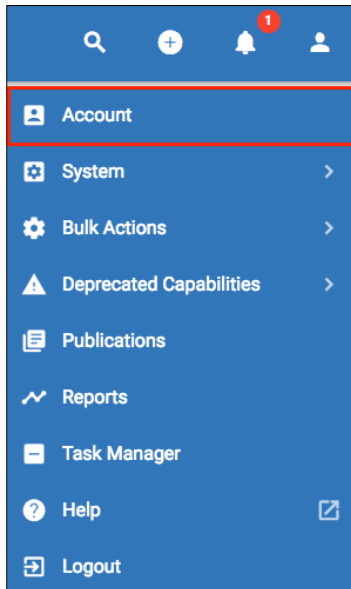 1
Account
System
Bulk Actions
Deprecated Capabilities
Publications
Reports
Task Manager
Help
Logout